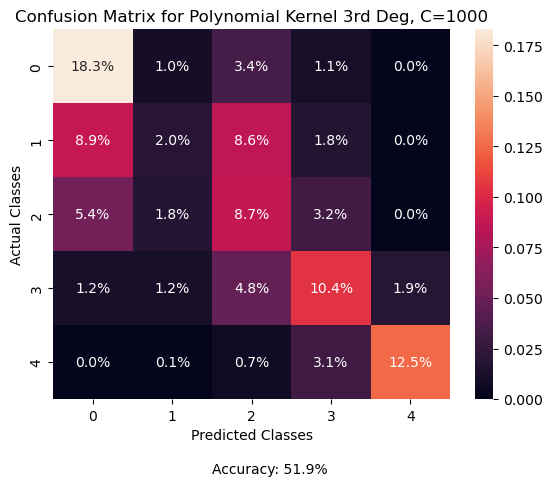 Confusion Matrix for Polynomial Kernel 3rd Deg, C=1000
0 18.3% 1.0% 3.4% 1.1% 0.0%
1 8.9% 2.0% 8.6% 1.8% 0.0%
2 5.4% 1.8% 8.7% 3.2% 0.0%
3 1.2% 1.2% 4.8% 10.4% 1.9%
4 0.0% 0.1% 0.7% 3.1% 12.5%
0 1 2 3 4
Actual Classes
Predicted Classes
0.175
0.150
0.125
0.100
0.075
0.050
0.025
0.000
Accuracy: 51.9%